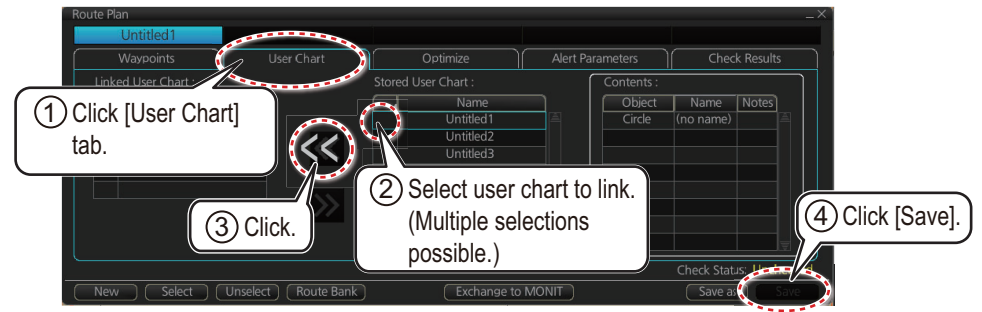 Route Plan
Untitled1
Waypoints User Chart Optimize Alert Parameters Check Results
Linked User Chart : Stored User Chart : Contents :
Name Object Name Notes
Untitled1 Circle (no name)
Untitled2
Untitled3
① Click [User Chart] tab.
② Select user chart to link.
(Multiple selections
possible.)
③ Click.
④ Click [Save].
Check Status:
New Select Unselect Route Bank Exchange to MONIT Save as Save